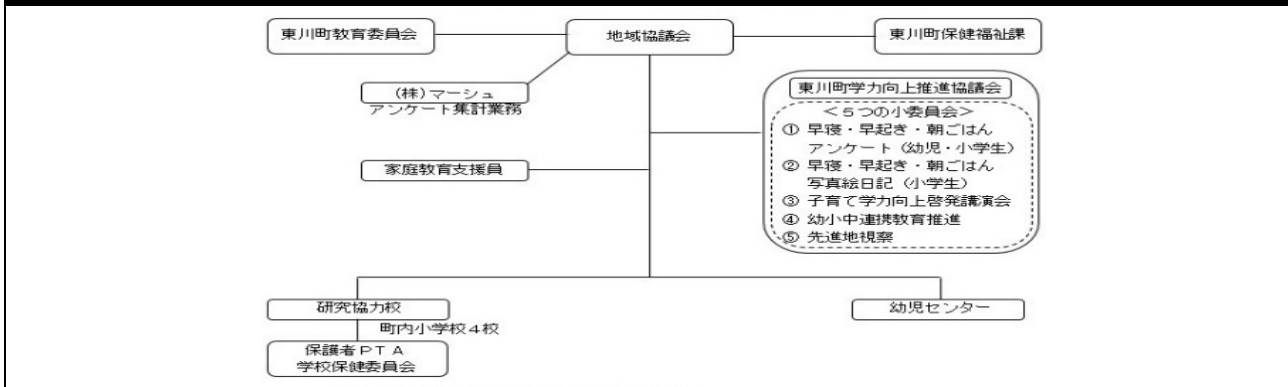 東川町教育委員会
地域協議会
東川町保健福祉課
(株)マーシュ
アンケート集計業務
東川町学力向上推進協議会
<5つの小委員会>
① 早寝・早起き・朝ごはん
アンケート(幼児・小学生)
② 早寝・早起き・朝ごはん
写真絵日記(小学生)
③ 子育て学力向上啓発講演会
④ 幼小中連携教育推進
⑤ 先進地視察
家庭教育支援員
研究協力校
幼児センター
町内小学校4校
保護者PTA
学校保健委員会